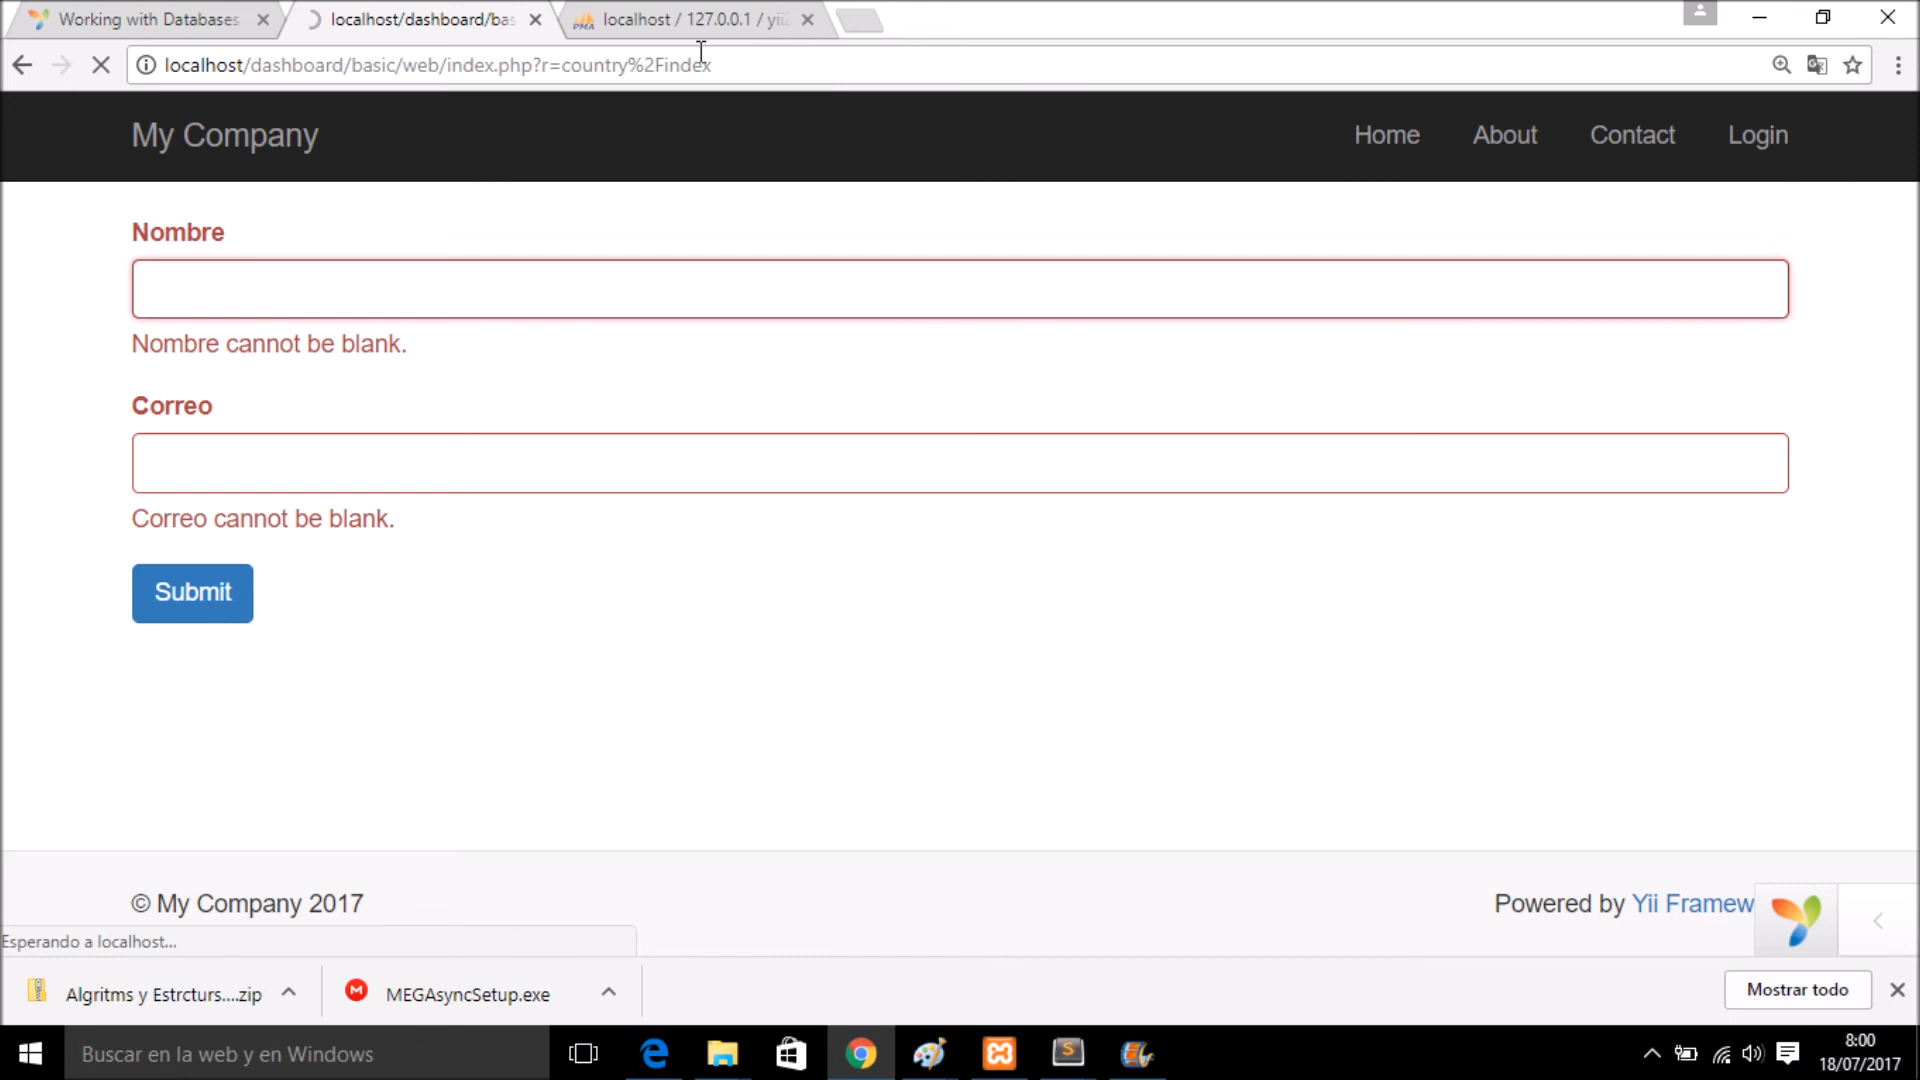 Working with Databases
localhost/dashboard/bas
localhost / 127.0.0.1 / yii2
localhost/dashboard/basic/web/index.php?r=country%2Findex
My Company
Home
About
Contact
Login
Nombre
Nombre cannot be blank.
Correo
Correo cannot be blank.
Submit
© My Company 2017
Powered by Yii Framew
Esperando a localhost...
Algritms y Estrcturs....zip
MEGAsyncSetup.exe
Mostrar todo
Buscar en la web y en Windows
8:00
18/07/2017